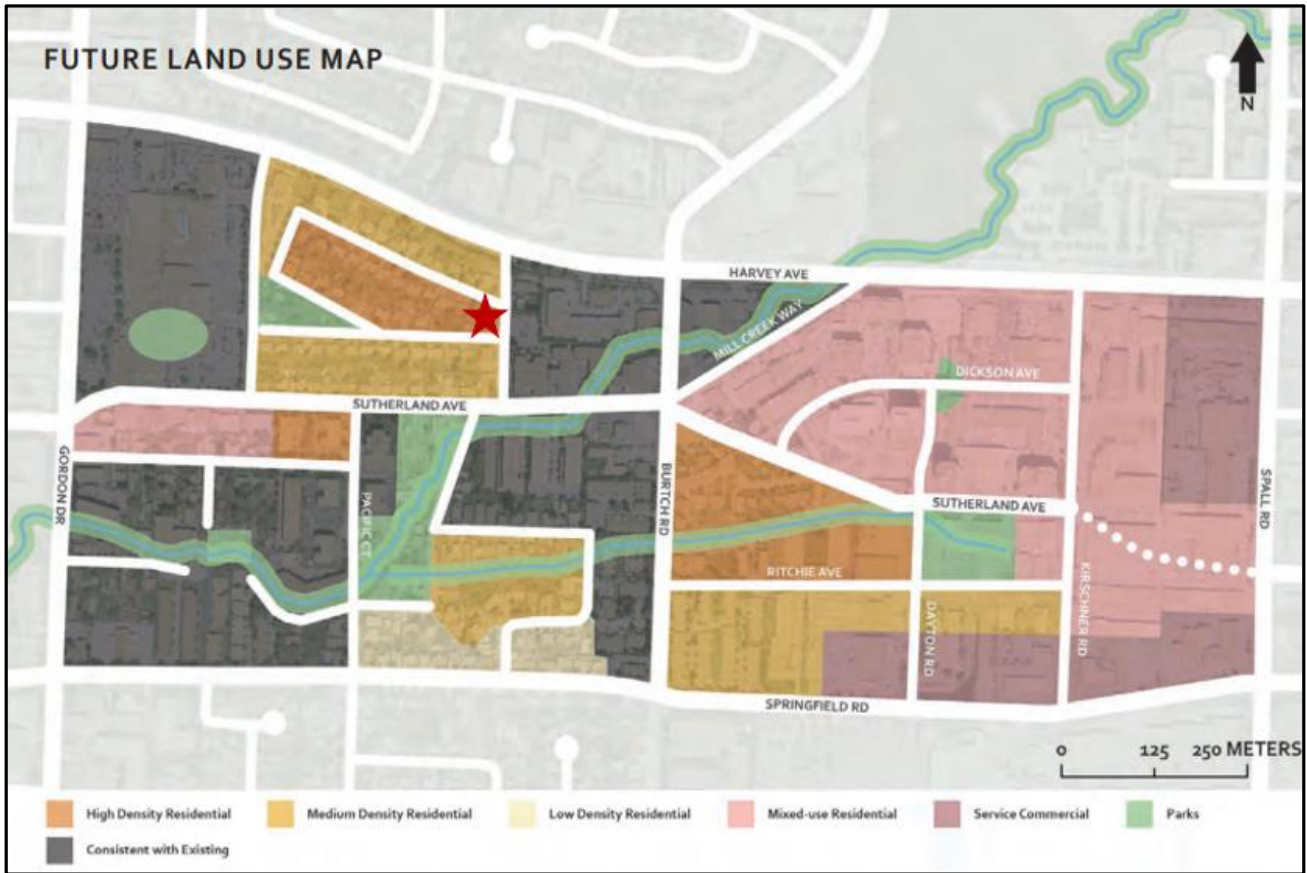 FUTURE LAND USE MAP
N
HARVEY AVE
MILL CREEK WAY
DICKSON AVE
SUTHERLAND AVE
GORDON DR
PACIFIC CT
BURTCH RD
SUTHERLAND AVE
SPALL RD
RITCHIE AVE
DAYTON RD
KIRSCHNER RD
SPRINGFIELD RD
0 125 250 METERS
High Density Residential Medium Density Residential Low Density Residential Mixed-use Residential Service Commercial Parks
Consistent with Existing